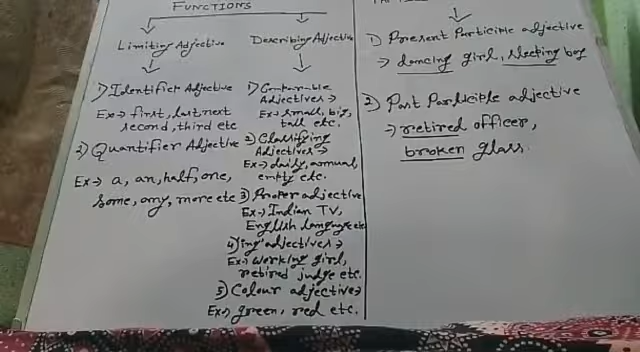 FUNCTIONS
Limiting Adjective
1) Identifier Adjective
Ex→ first, last, next
second, third etc
2) Quantifier Adjective
Ex→ a, an, half, one,
some, any, more etc
Describing Adjective
1) Comparable
Adjectives→
Ex→ small, big,
tall etc.
2) Classifying
Adjectives→
Ex→ daily, annual,
empty etc.
3) Proper adjective
Ex→ Indian TV,
English language etc
4) 'ing' adjectives→
Ex→ working girl,
retired judge etc.
5) Colour adjective→
Ex→ green, red etc.
1) Present Participle adjective
→ dancing girl, sleeping boy
2) Past Participle adjective
→ retired officer,
broken glass.